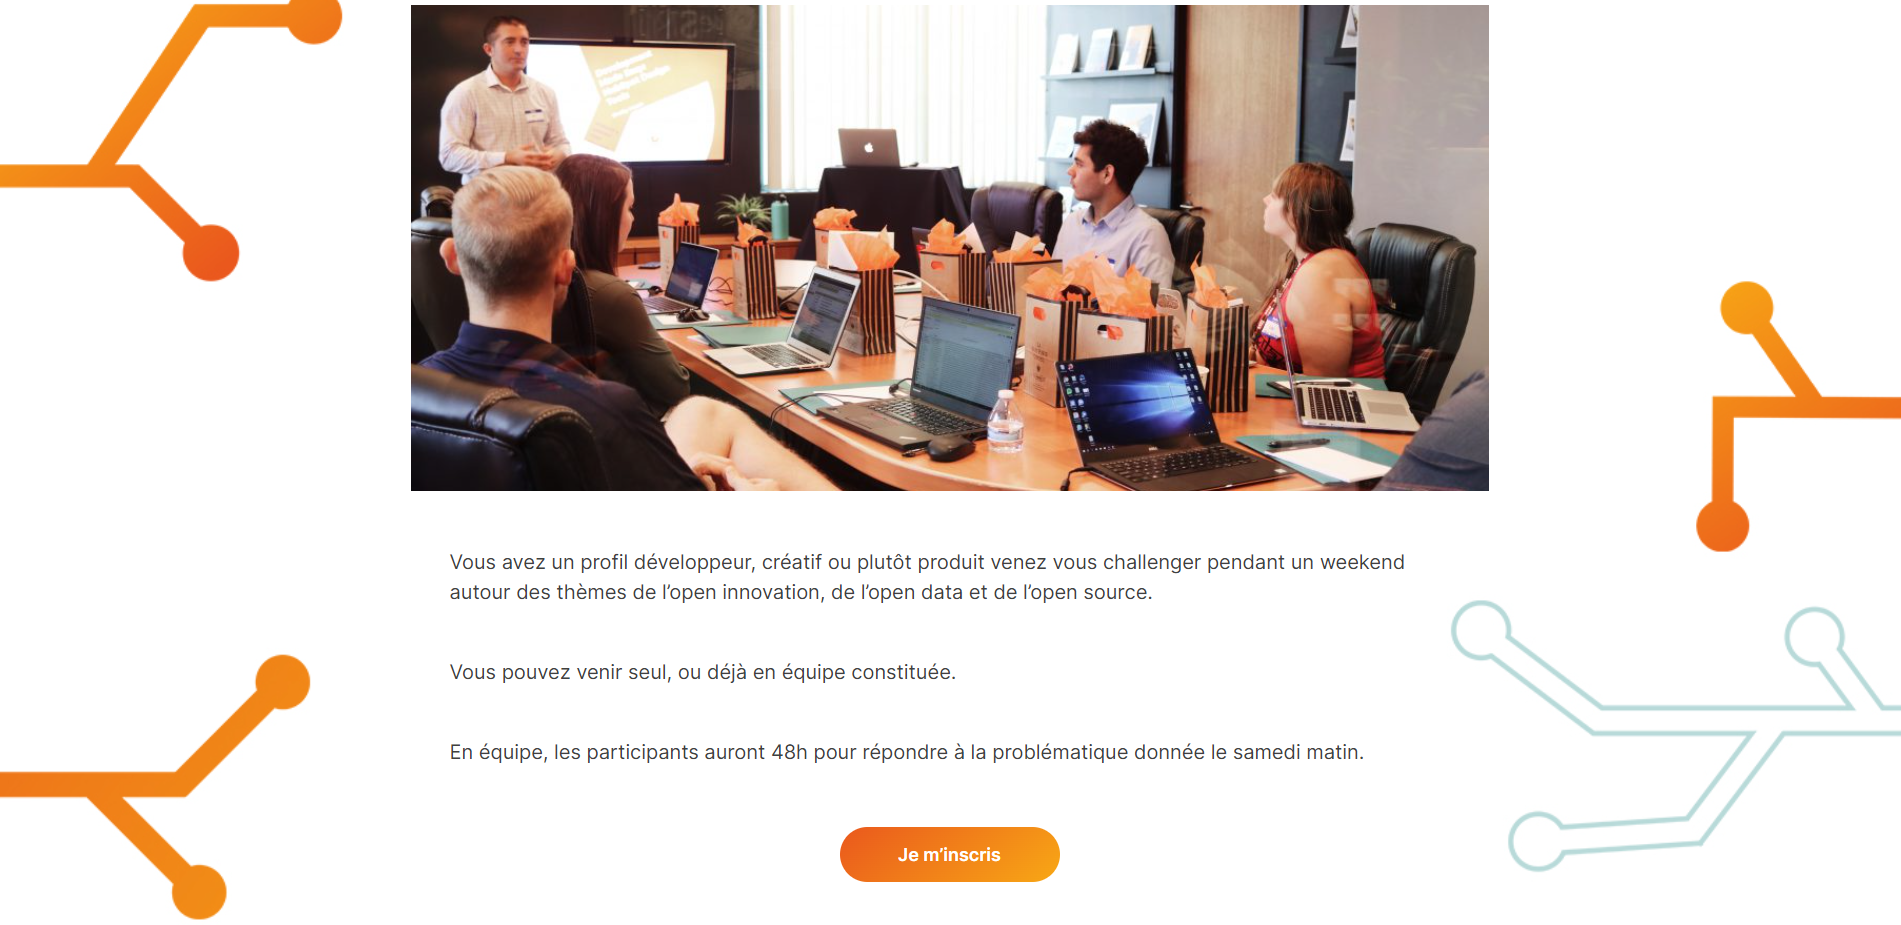 Vous avez un profil développeur, créatif ou plutôt produit venez vous challenger pendant un weekend
autour des thèmes de l’open innovation, de l’open data et de l’open source.
Vous pouvez venir seul, ou déjà en équipe constituée.
En équipe, les participants auront 48h pour répondre à la problématique donnée le samedi matin.
Je m’inscris